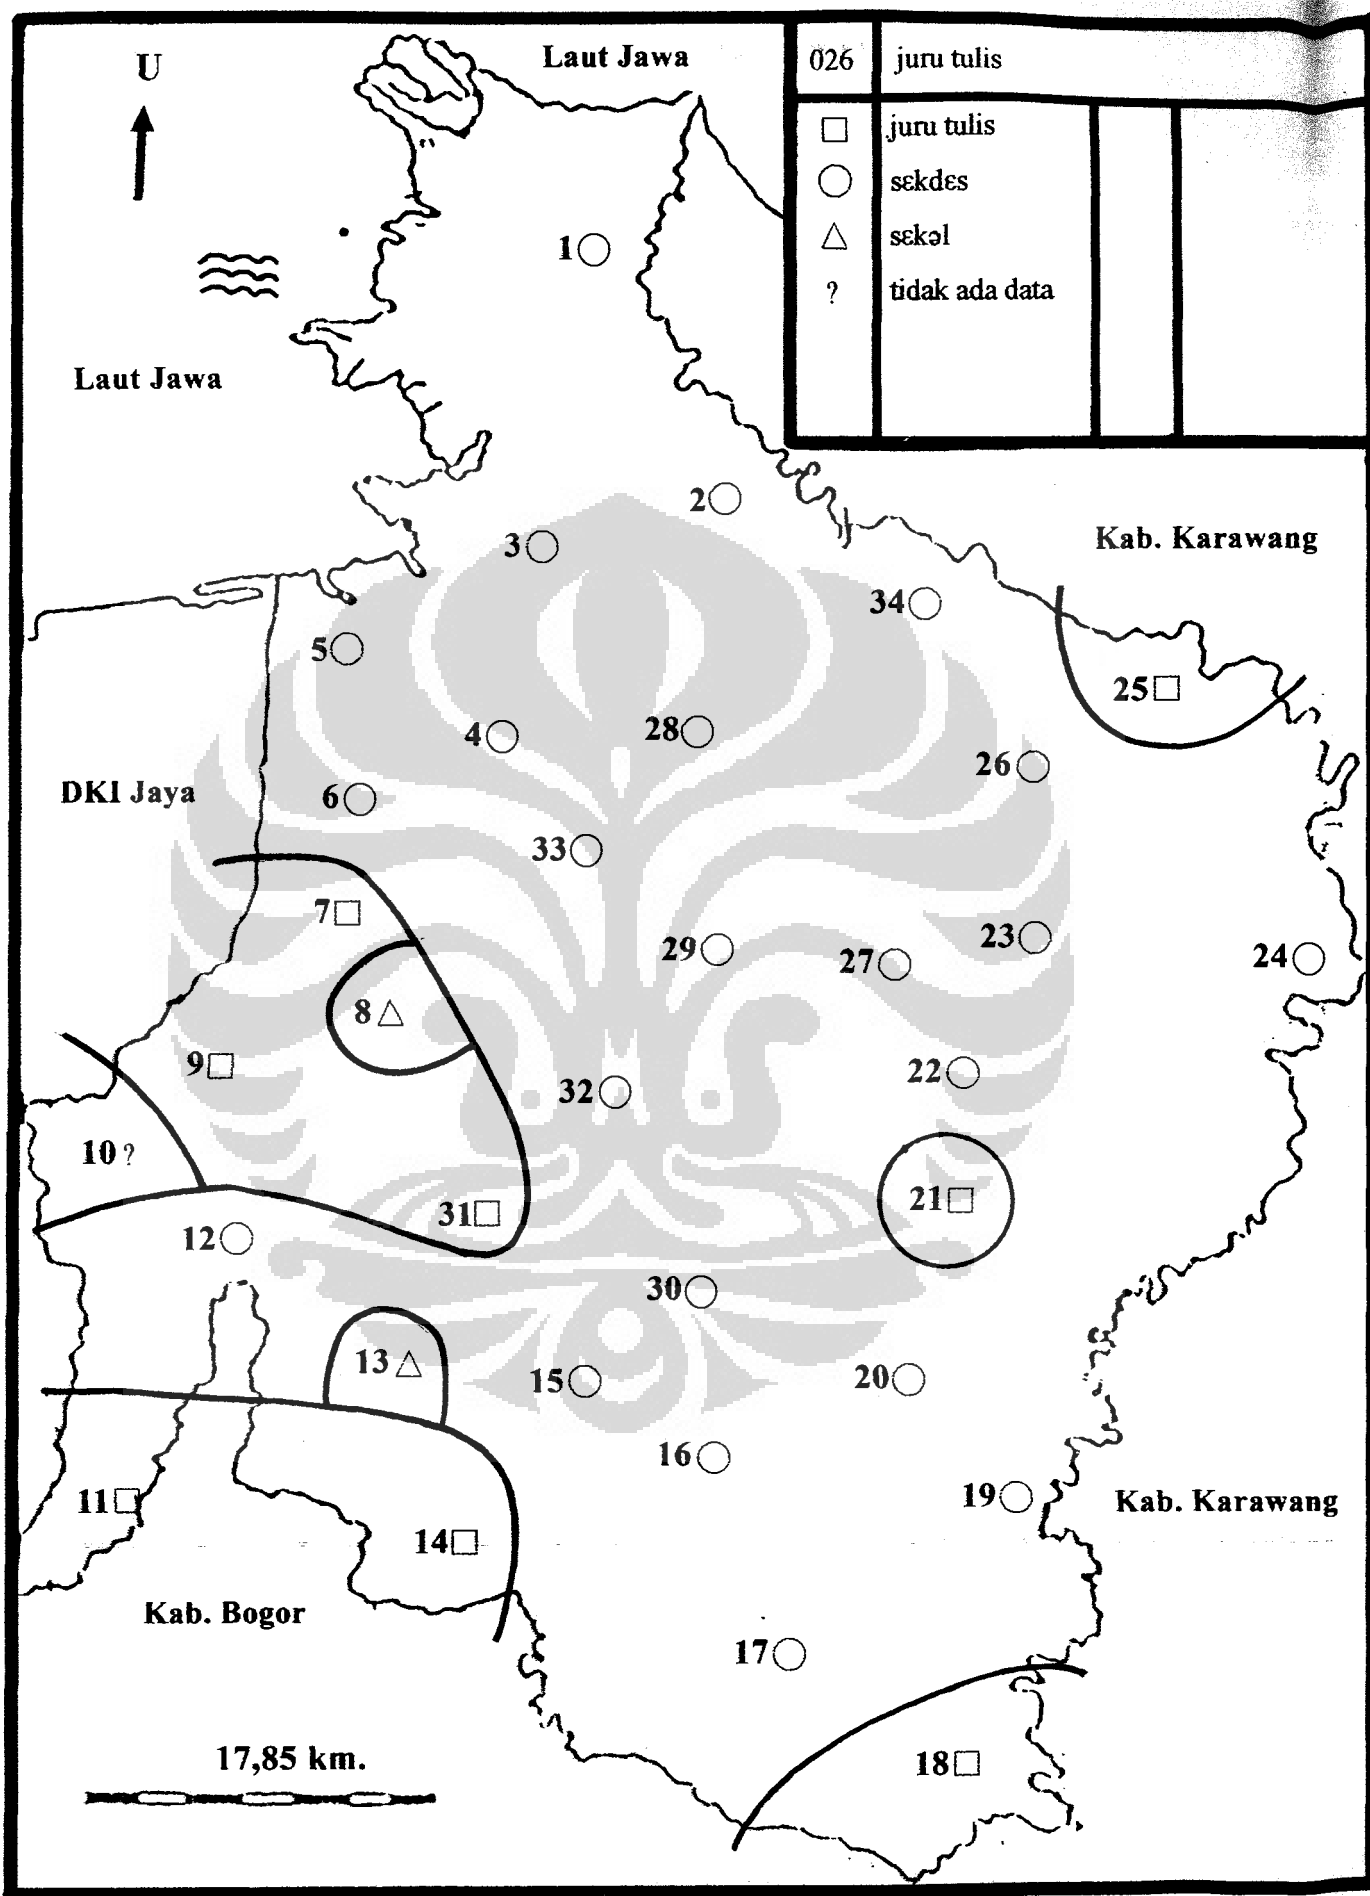 U
Laut Jawa
026 juru tulis
□ juru tulis
○ sɛkdɛs
△ sɛkəl
? tidak ada data
1○
Laut Jawa
2○
3○
Kab. Karawang
34○
5○
25□
4○
28○
26○
DKI Jaya
6○
33○
7□
29○
27○
23○
24○
8△
9□
32○
22○
10?
31□
21□
12○
30○
13△
15○
20○
16○
11□
19○
Kab. Karawang
14□
Kab. Bogor
17○
17,85 km.
18□